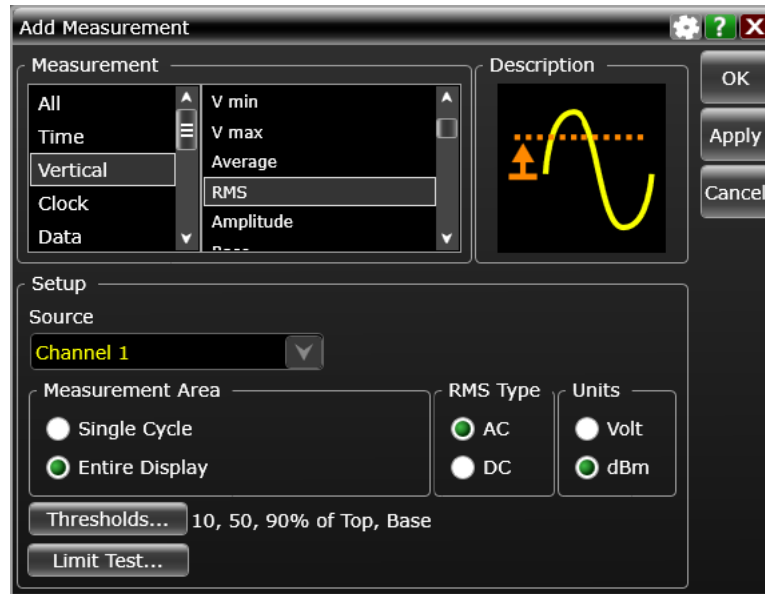 Add Measurement
?
X
Measurement
All
Time
Vertical
Clock
Data
V min
V max
Average
RMS
Amplitude
Description
OK
Apply
Cancel
Setup
Source
Channel 1
Measurement Area
Single Cycle
Entire Display
RMS Type
AC
DC
Units
Volt
dBm
Thresholds... 10, 50, 90% of Top, Base
Limit Test...